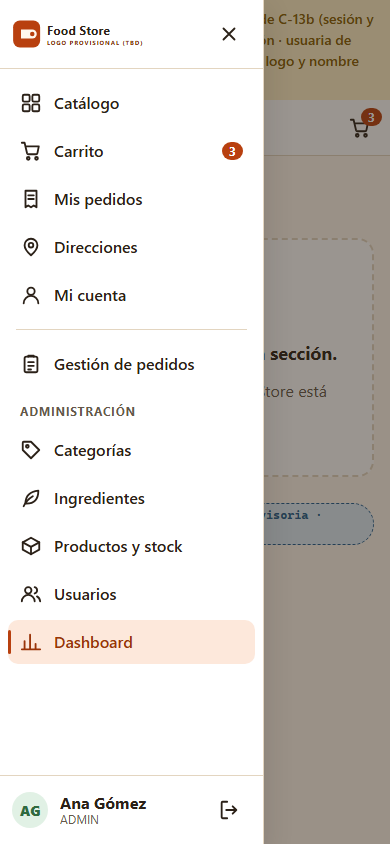 Food Store
LOGO PROVISIONAL (TBD)
de C-13b (sesión y
ón · usuaria de
logo y nombre
3
Catálogo
Carrito
3
Mis pedidos
Direcciones
Mi cuenta
sección.
Store está
Gestión de pedidos
ADMINISTRACIÓN
Categorías
Ingredientes
visoria ·
Productos y stock
Usuarios
Dashboard
AG
Ana Gómez
ADMIN